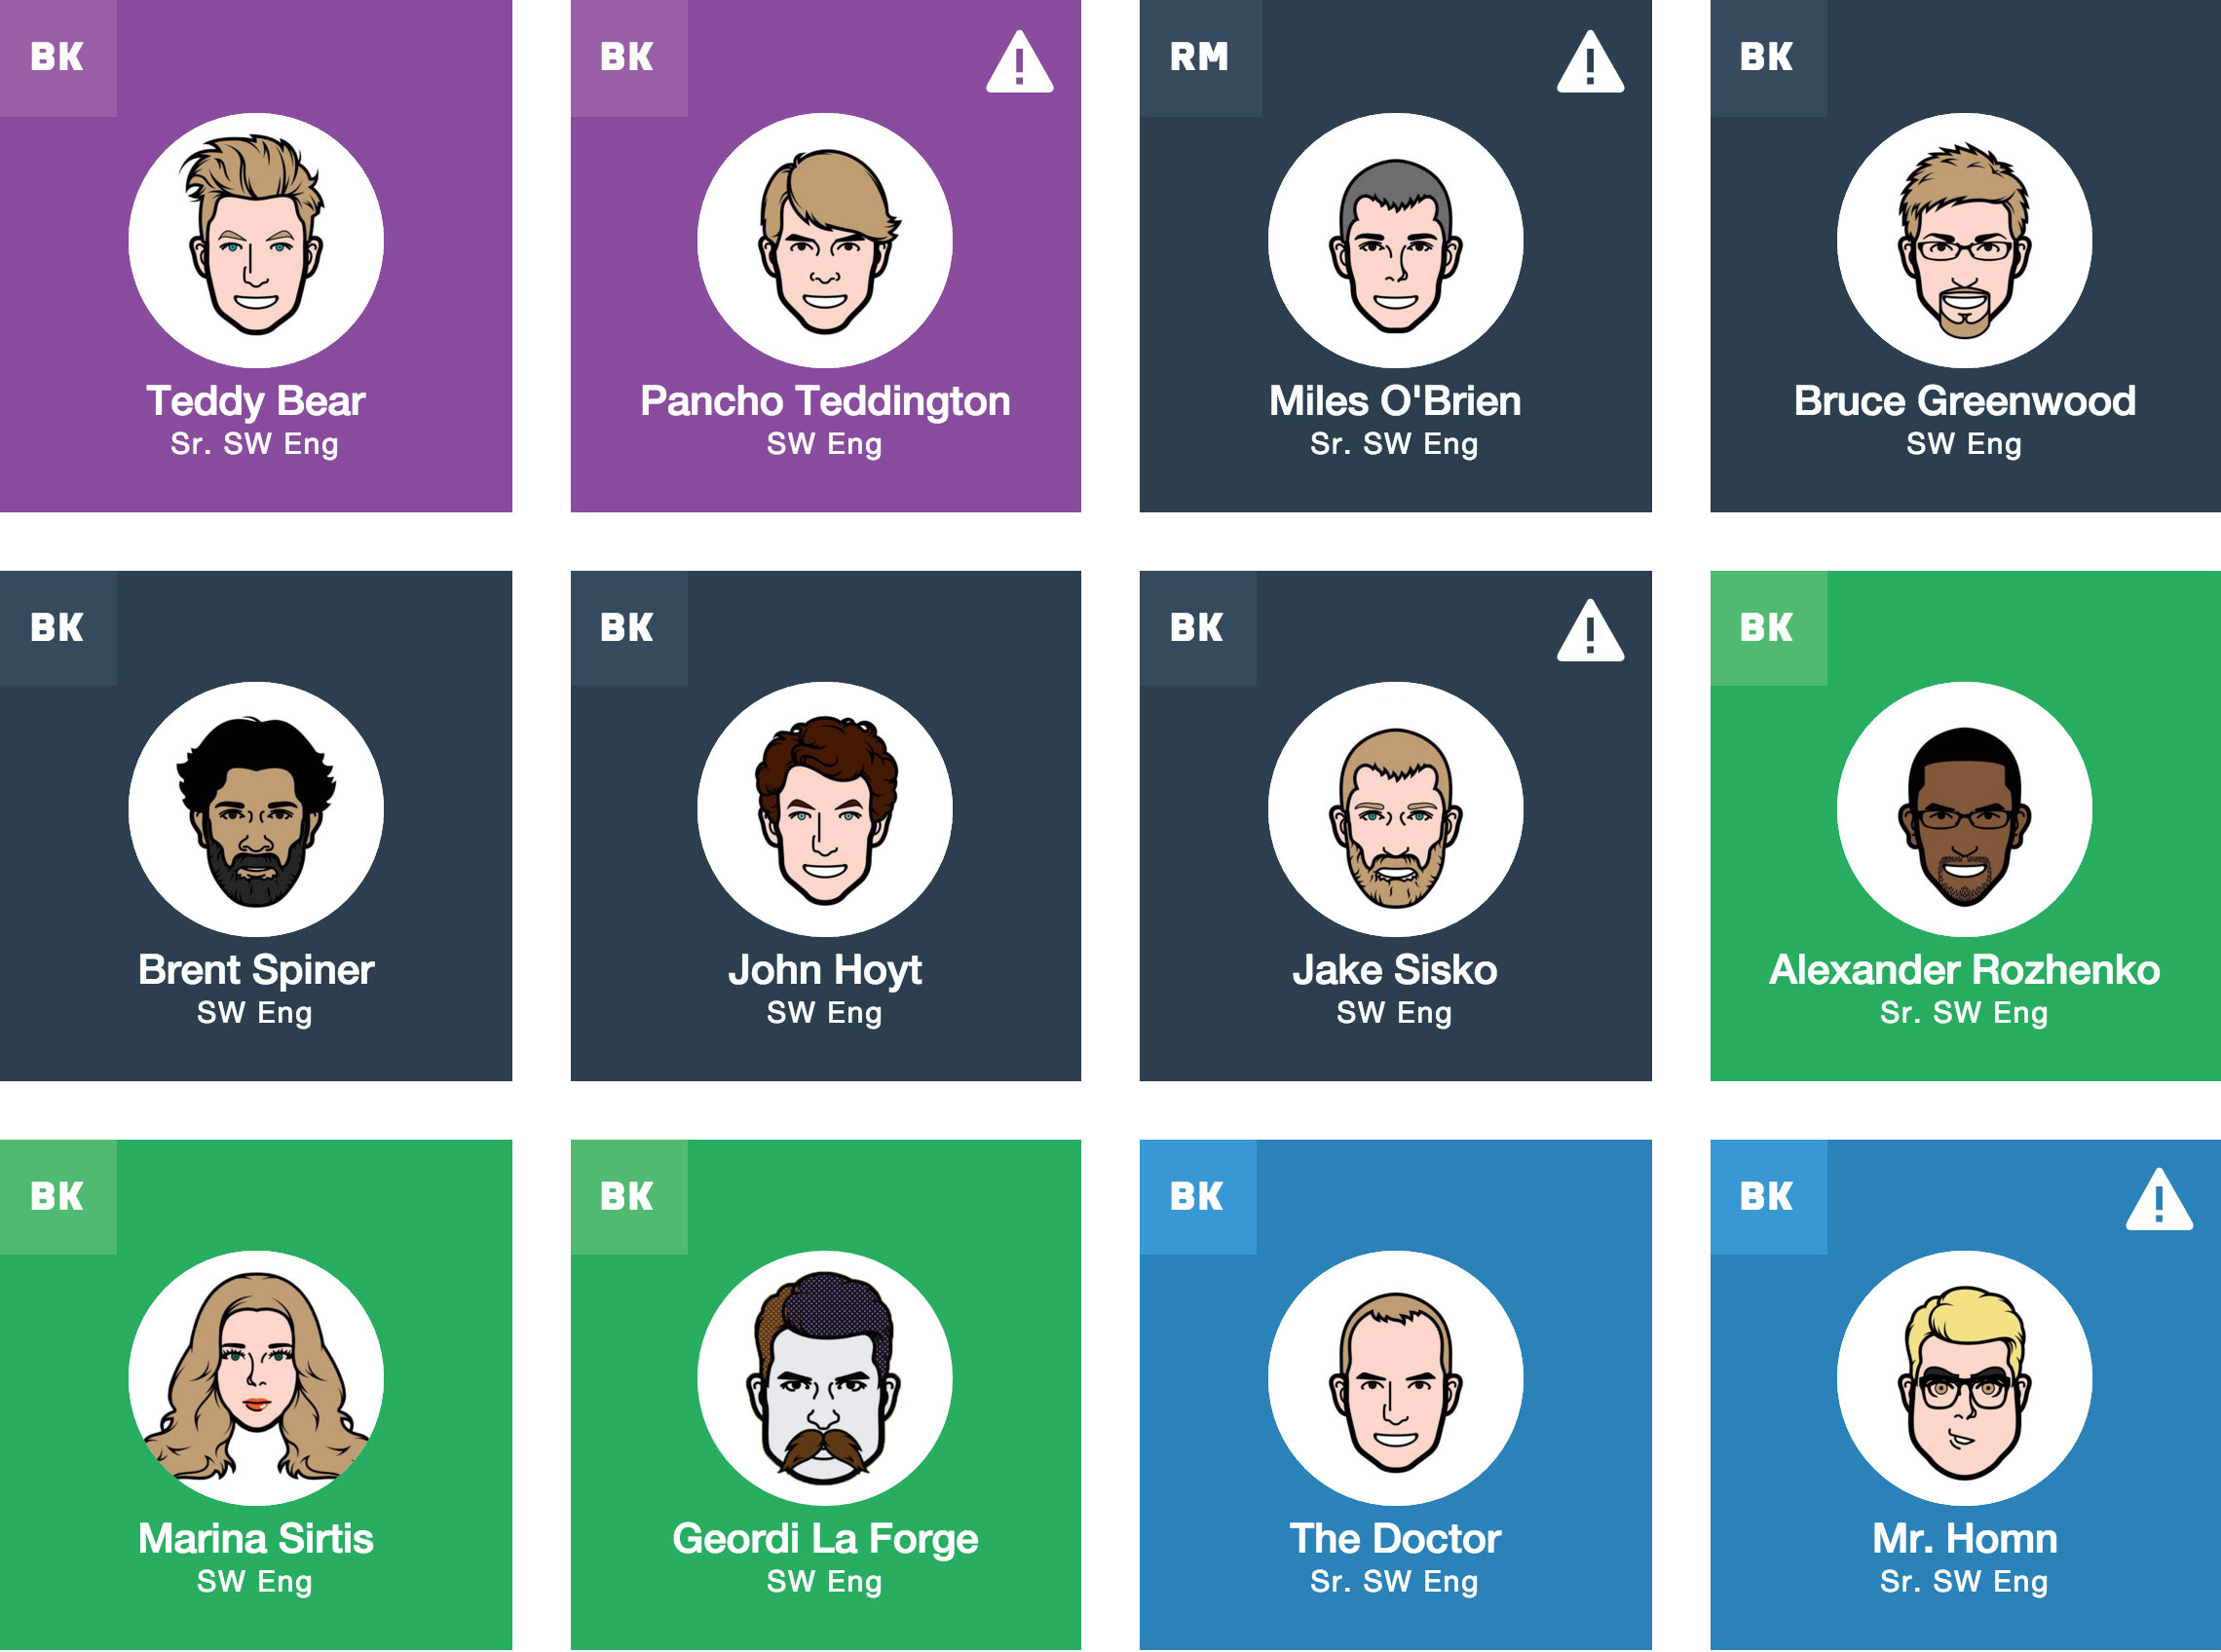 BK
Teddy Bear
Sr. SW Eng
BK
Pancho Teddington
SW Eng
RM
Miles O'Brien
Sr. SW Eng
BK
Bruce Greenwood
SW Eng
BK
Brent Spiner
SW Eng
BK
John Hoyt
SW Eng
BK
Jake Sisko
SW Eng
BK
Alexander Rozhenko
Sr. SW Eng
BK
Marina Sirtis
SW Eng
BK
Geordi La Forge
SW Eng
BK
The Doctor
Sr. SW Eng
BK
Mr. Homn
Sr. SW Eng